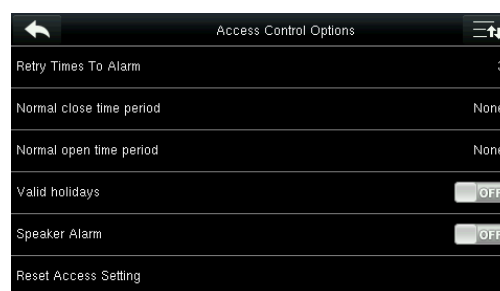 Access Control Options
Retry Times To Alarm 3
Normal close time period None
Normal open time period None
Valid holidays OFF
Speaker Alarm OFF
Reset Access Setting